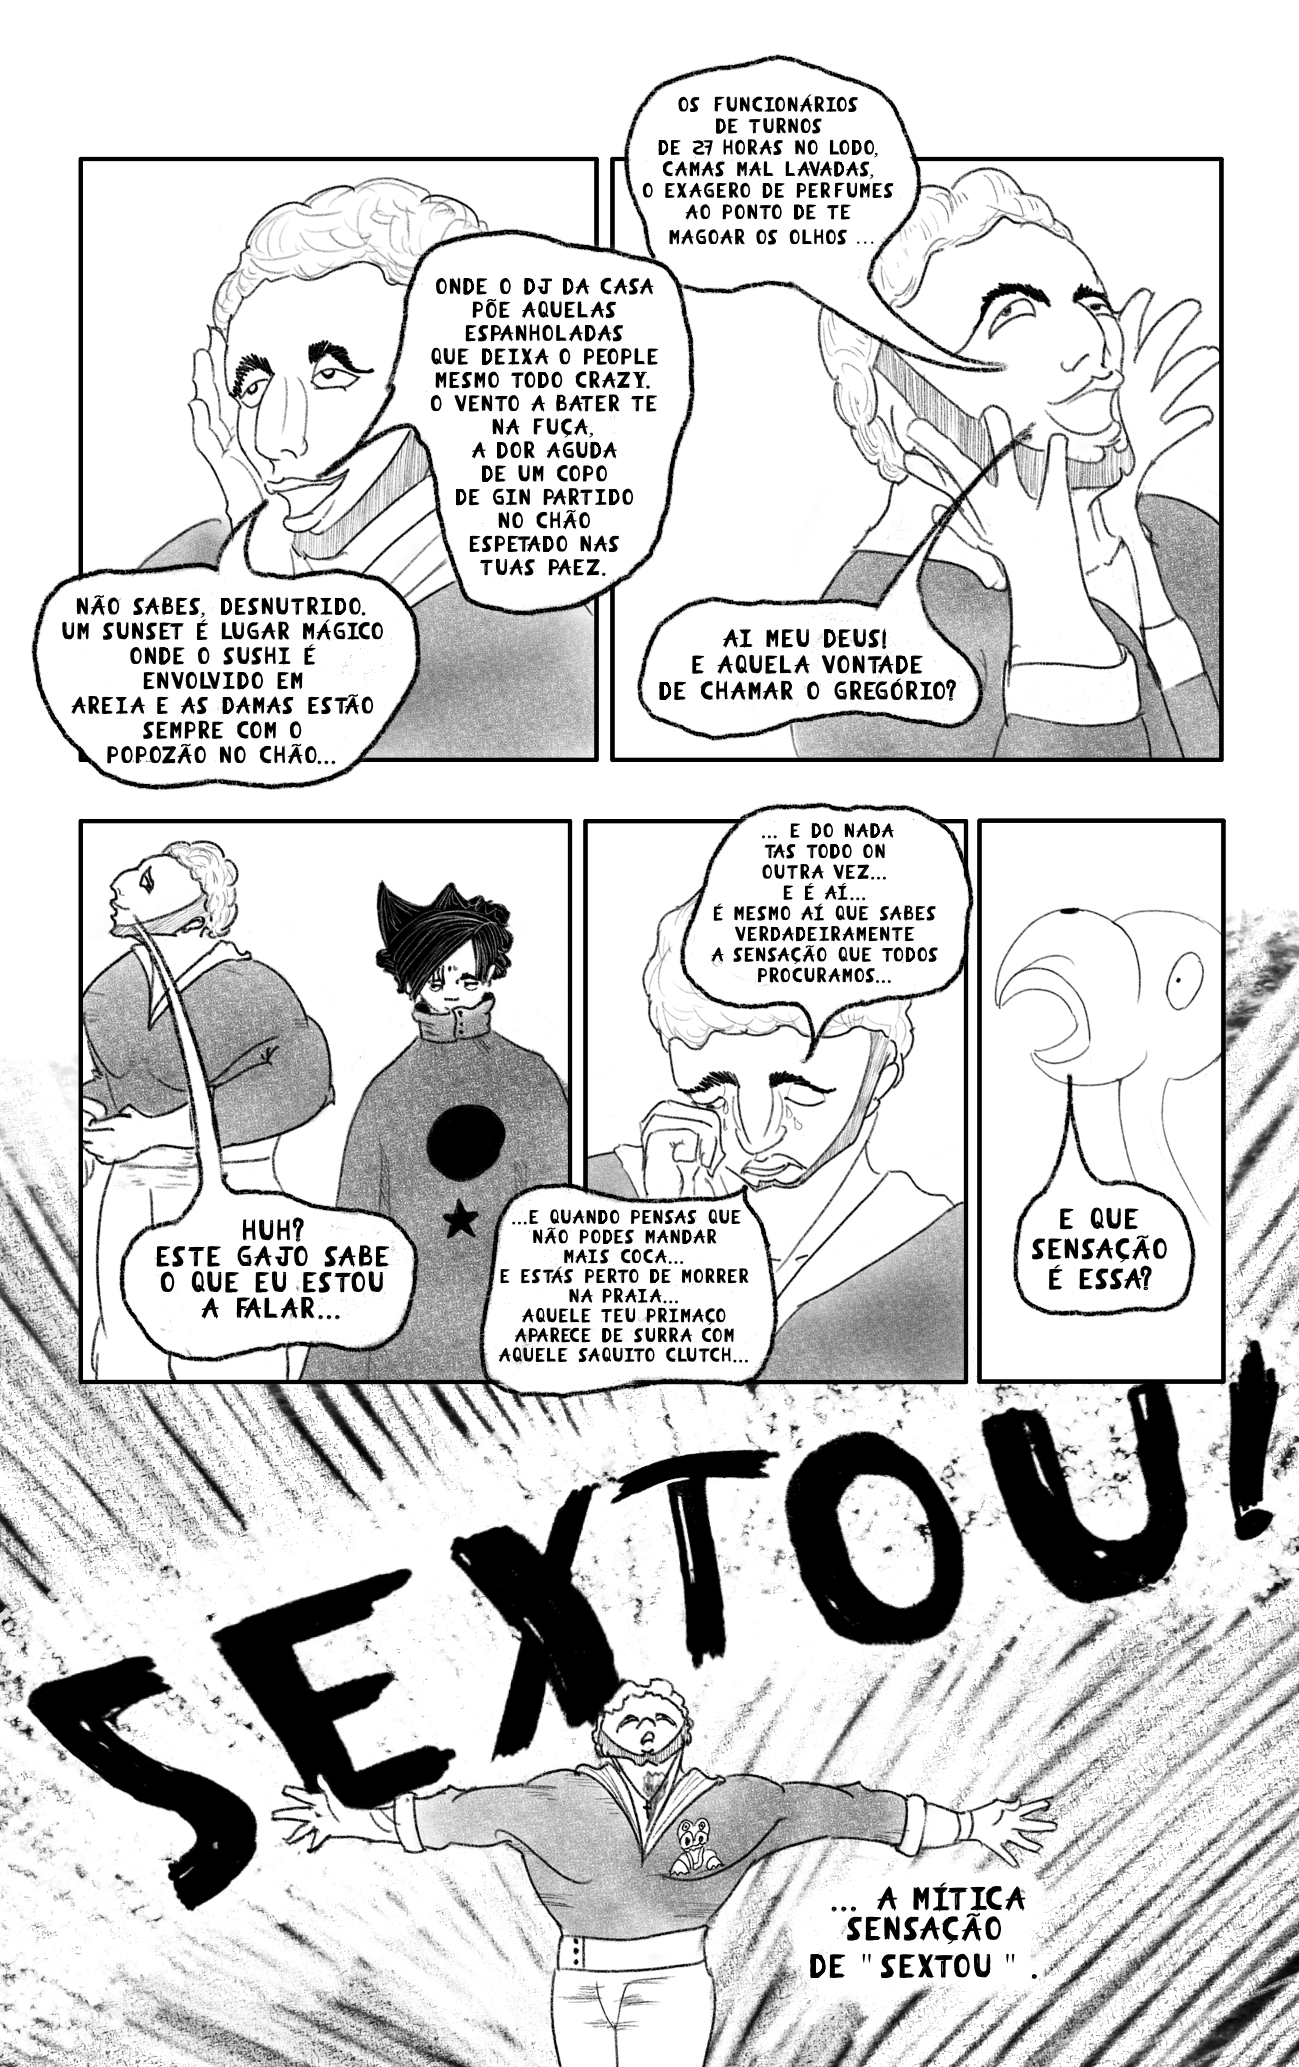 NÃO SABES, DESNUTRIDO.
UM SUNSET É LUGAR MÁGICO
ONDE O SUSHI É
ENVOLVIDO EM
AREIA E AS DAMAS ESTÃO
SEMPRE COM O
POPOZÃO NO CHÃO...
ONDE O DJ DA CASA
PÕE AQUELAS
ESPANHOLADAS
QUE DEIXA O PEOPLE
MESMO TODO CRAZY.
O VENTO A BATER TE
NA FUÇA,
A DOR AGUDA
DE UM COPO
DE GIN PARTIDO
NO CHÃO
ESPETADO NAS
TUAS PAEZ.
OS FUNCIONÁRIOS
DE TURNOS
DE 27 HORAS NO LODO,
CAMAS MAL LAVADAS,
O EXAGERO DE PERFUMES
AO PONTO DE TE
MAGOAR OS OLHOS ...
AI MEU DEUS!
E AQUELA VONTADE
DE CHAMAR O GREGÓRIO?
HUH?
ESTE GAJO SABE
O QUE EU ESTOU
A FALAR...
...E QUANDO PENSAS QUE
NÃO PODES MANDAR
MAIS COCA...
E ESTÁS PERTO DE MORRER
NA PRAIA...
AQUELE TEU PRIMAÇO
APARECE DE SURRA COM
AQUELE SAQUITO CLUTCH...
... E DO NADA
TAS TODO ON
OUTRA VEZ...
E É AÍ...
É MESMO AÍ QUE SABES
VERDADEIRAMENTE
A SENSAÇÃO QUE TODOS
PROCURAMOS...
E QUE
SENSAÇÃO
É ESSA?
SEXTOU!
... A MÍTICA
SENSAÇÃO
DE "SEXTOU".